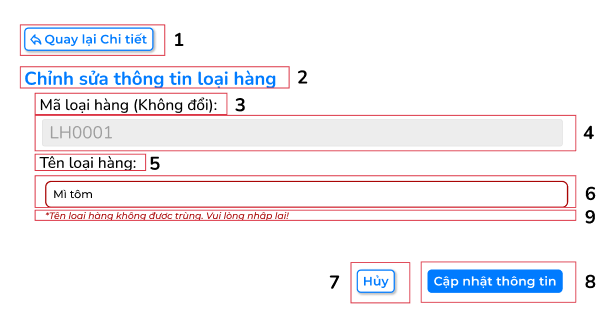 Quay lại Chi tiết 1
Chỉnh sửa thông tin loại hàng 2
Mã loại hàng (Không đổi): 3
LH0001 4
Tên loại hàng: 5
Mì tôm 6
*Tên loại hàng không được trùng. Vui lòng nhập lại! 9
7 Hủy Cập nhật thông tin 8